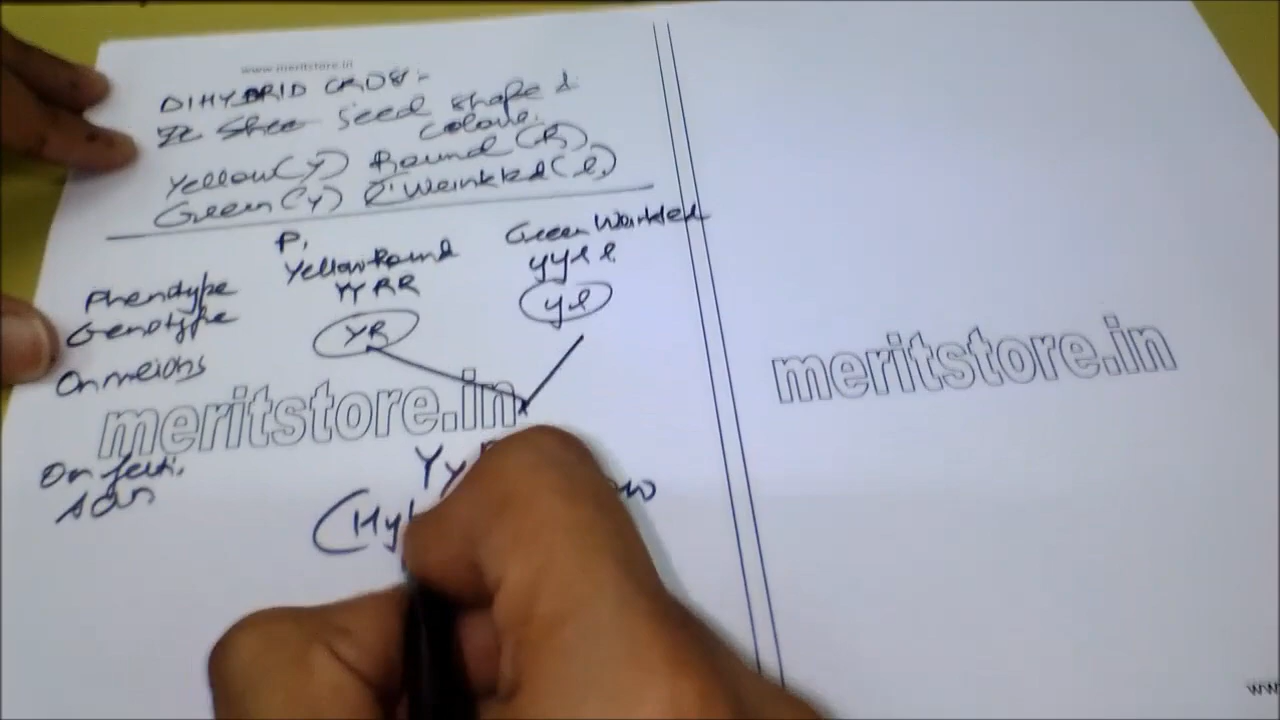 www.meritstore.in
DIHYBRID CROSS:-
Seed shape &
colour.
Yellow(Y) Round (R)
Green(y) & Wrinkled(r)
P1
Yellow Round Green Wrinkled
Phenotype
Genotype YYRR yyrr
On meiosis YR yr
meritstore.in
meritstore.in
On ferti.
Yy
(Hy
ww